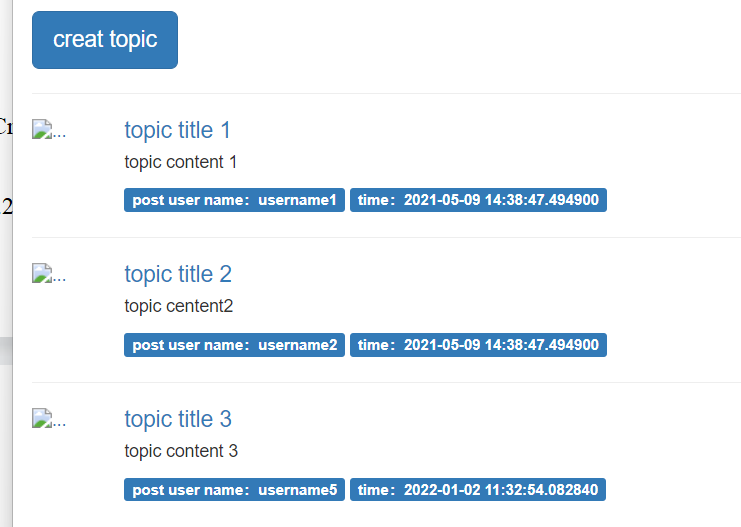 creat topic
Cr
2
...
topic title 1
topic content 1
post user name：username1 time：2021-05-09 14:38:47.494900
...
topic title 2
topic centent2
post user name：username2 time：2021-05-09 14:38:47.494900
...
topic title 3
topic content 3
post user name：username5 time：2022-01-02 11:32:54.082840